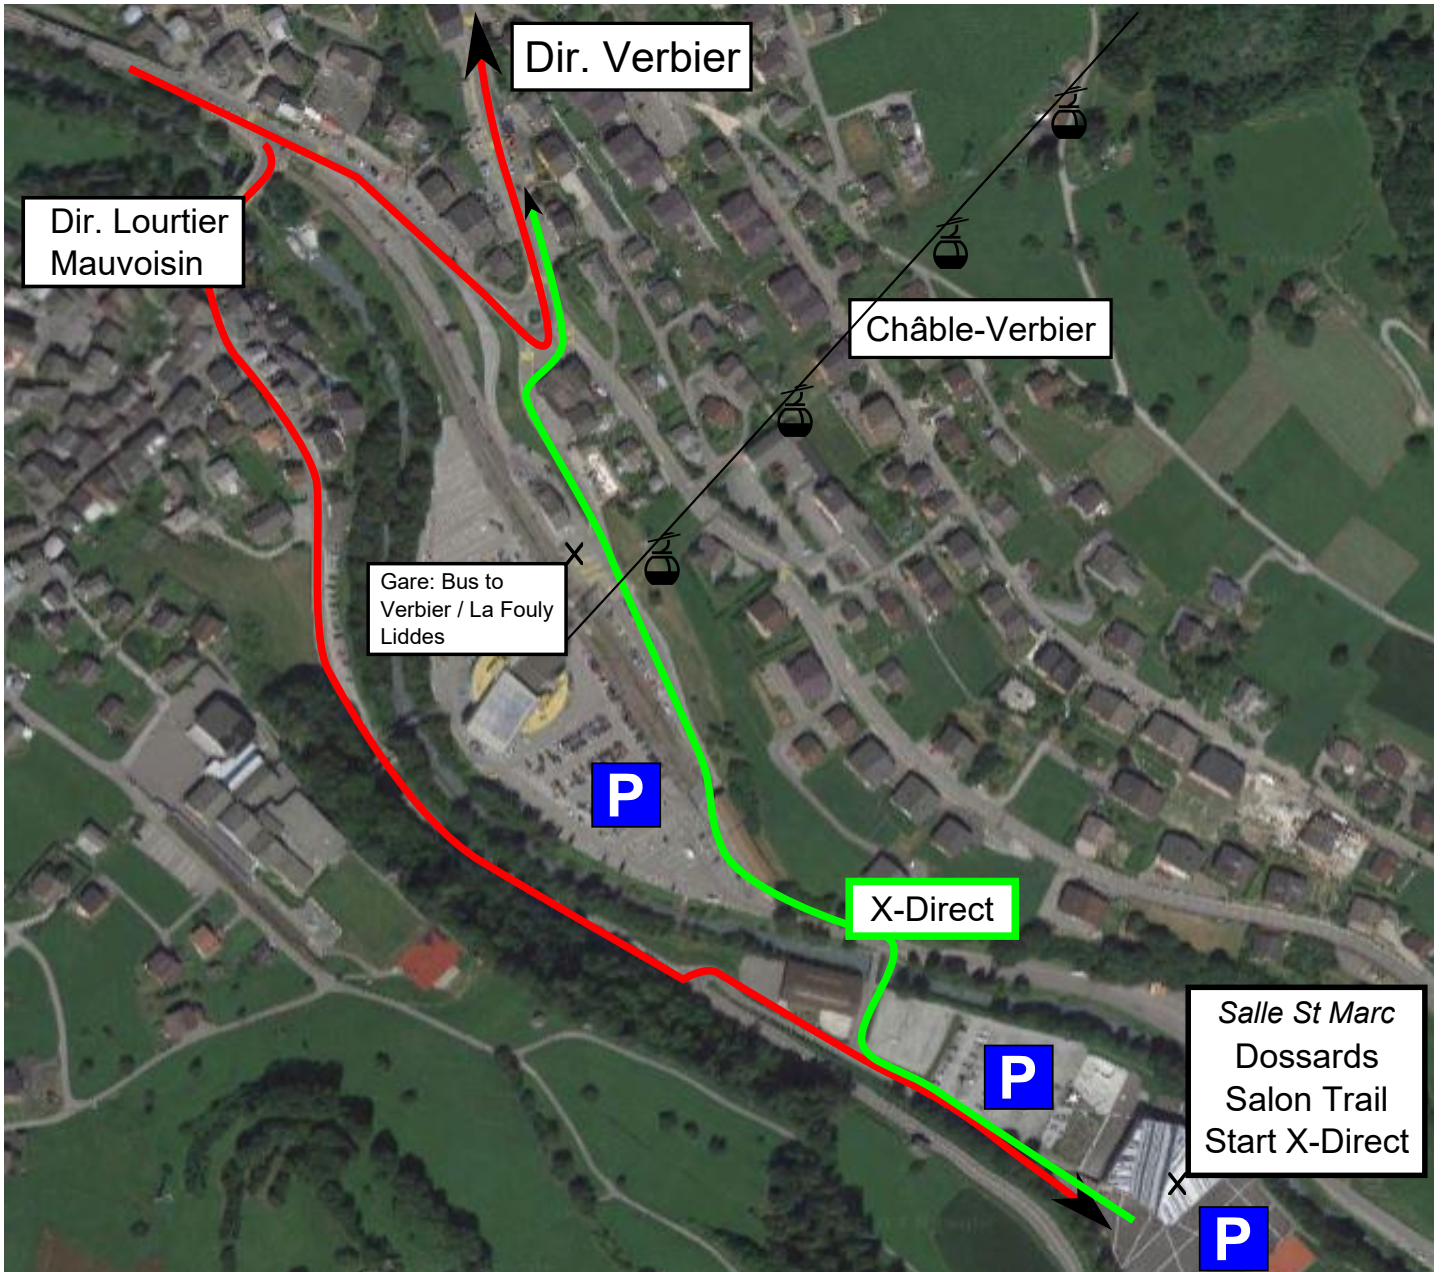 Dir. Verbier
Dir. Lourtier
Mauvoisin
Châble-Verbier
Gare: Bus to
Verbier / La Fouly
Liddes
P
X-Direct
Salle St Marc
Dossards
Salon Trail
Start X-Direct
P
P